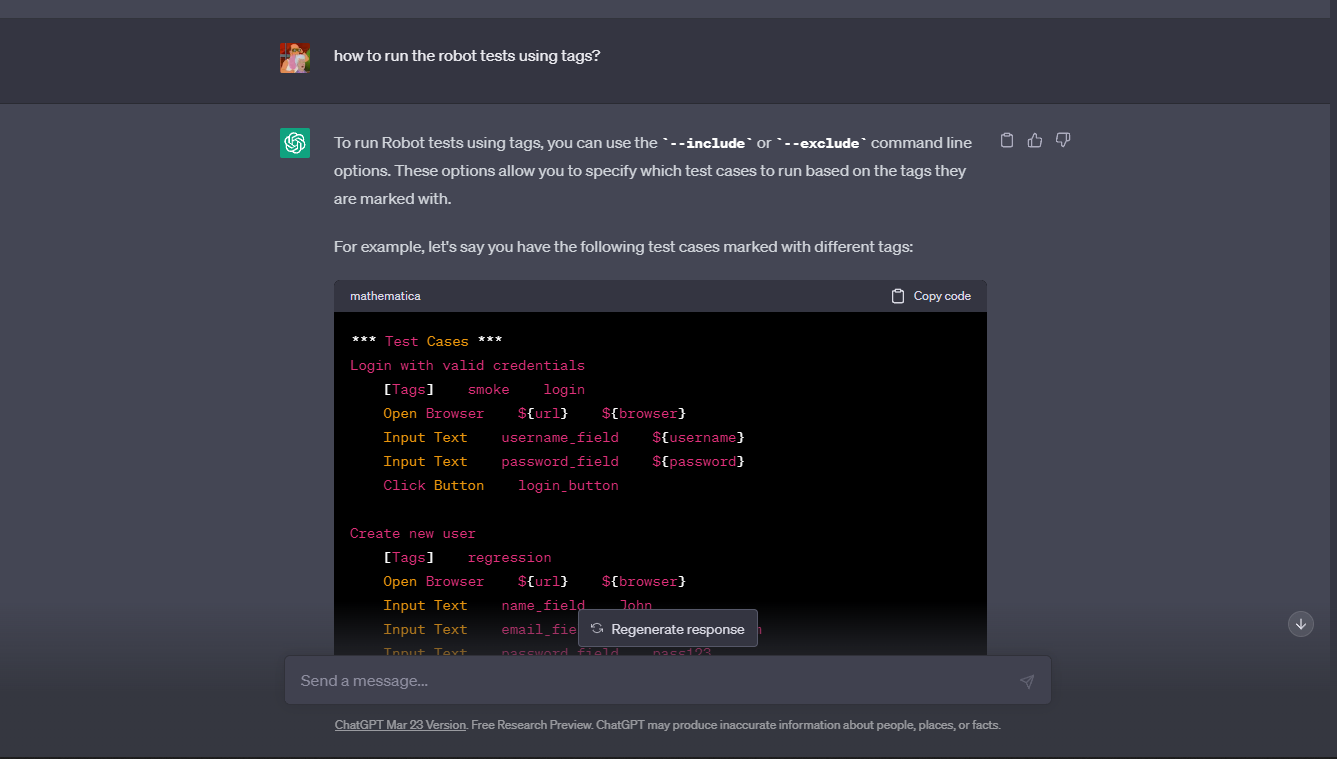 how to run the robot tests using tags?
To run Robot tests using tags, you can use the `--include` or `--exclude` command line
options. These options allow you to specify which test cases to run based on the tags they
are marked with.
For example, let's say you have the following test cases marked with different tags:
mathematica Copy code
*** Test Cases ***
Login with valid credentials
    [Tags]    smoke    login
    Open Browser    ${url}    ${browser}
    Input Text    username_field    ${username}
    Input Text    password_field    ${password}
    Click Button    login_button
Create new user
    [Tags]    regression
    Open Browser    ${url}    ${browser}
    Input Text    name_field    John
    Input Text
Regenerate response
    Input Text    password_field    pass123
Send a message...
ChatGPT Mar 23 Version. Free Research Preview. ChatGPT may produce inaccurate information about people, places, or facts.